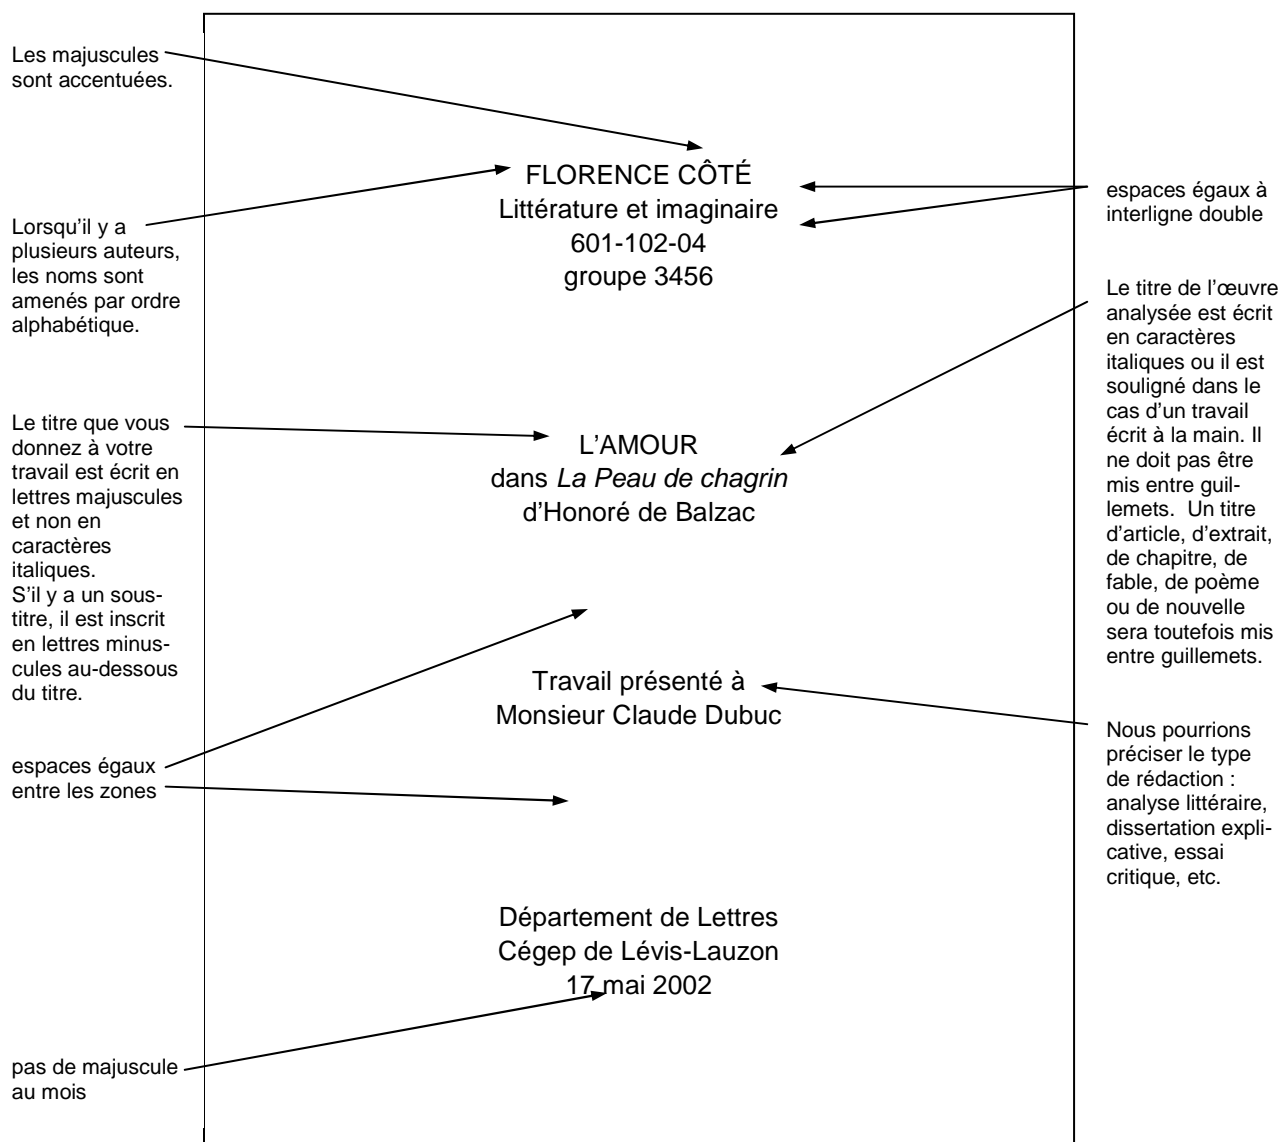 Les majuscules
sont accentuées.
Lorsqu'il y a
plusieurs auteurs,
les noms sont
amenés par ordre
alphabétique.
Le titre que vous
donnez à votre
travail est écrit en
lettres majuscules
et non en
caractères
italiques.
S'il y a un sous-
titre, il est inscrit
en lettres minus-
cules au-dessous
du titre.
espaces égaux
entre les zones
pas de majuscule
au mois
FLORENCE CÔTÉ
Littérature et imaginaire
601-102-04
groupe 3456
L'AMOUR
dans La Peau de chagrin
d'Honoré de Balzac
Travail présenté à
Monsieur Claude Dubuc
Département de Lettres
Cégep de Lévis-Lauzon
17 mai 2002
espaces égaux à
interligne double
Le titre de l'œuvre
analysée est écrit
en caractères
italiques ou il est
souligné dans le
cas d'un travail
écrit à la main. Il
ne doit pas être
mis entre guil-
lemets.  Un titre
d'article, d'extrait,
de chapitre, de
fable, de poème
ou de nouvelle
sera toutefois mis
entre guillemets.
Nous pourrions
préciser le type
de rédaction :
analyse littéraire,
dissertation expli-
cative, essai
critique, etc.